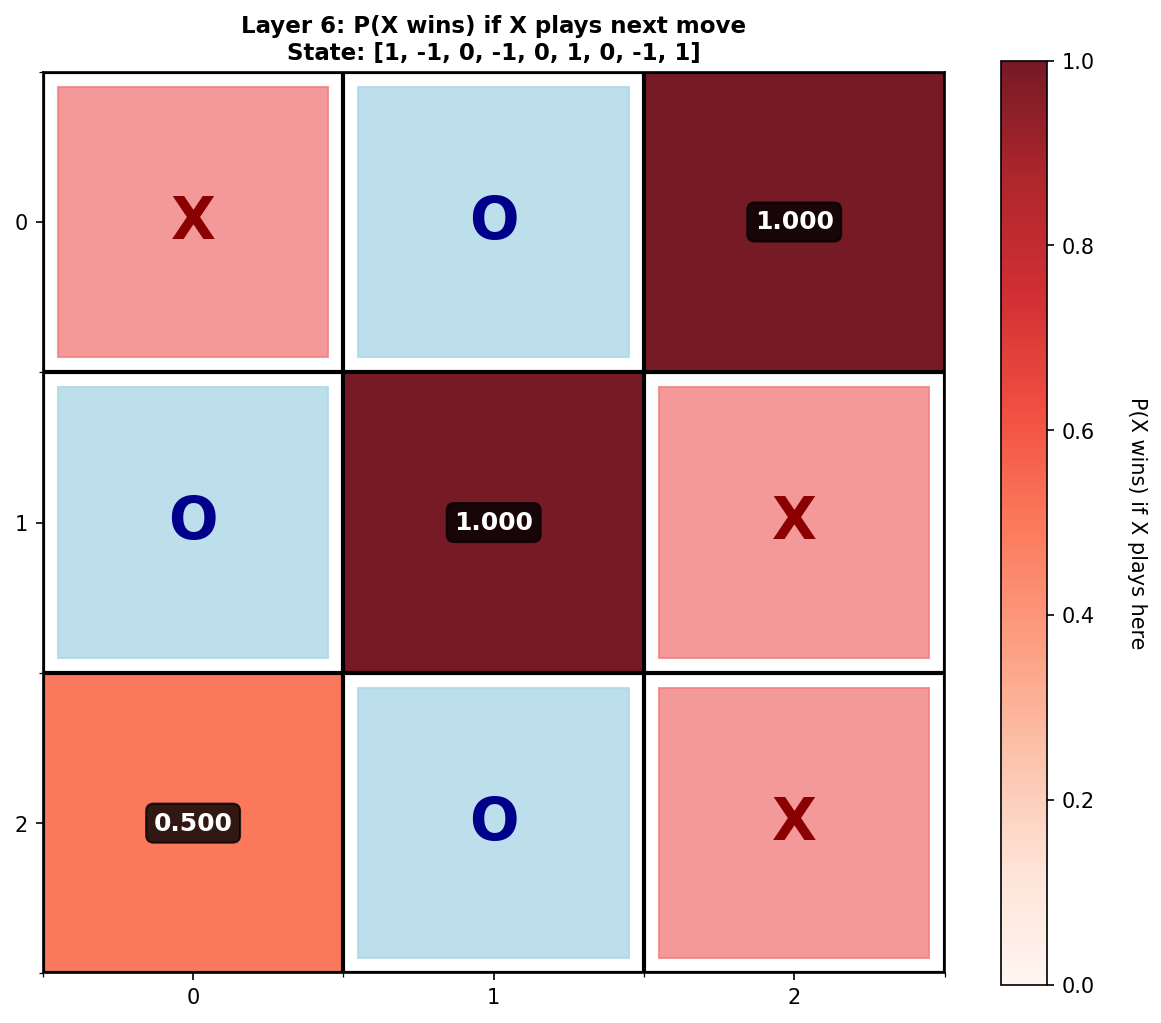 Layer 6: P(X wins) if X plays next move
State: [1, -1, 0, -1, 0, 1, 0, -1, 1]
0
X
O
1.000
1
O
1.000
X
2
0.500
O
X
0
1
2
1.0
0.8
0.6
0.4
0.2
0.0
P(X wins) if X plays here